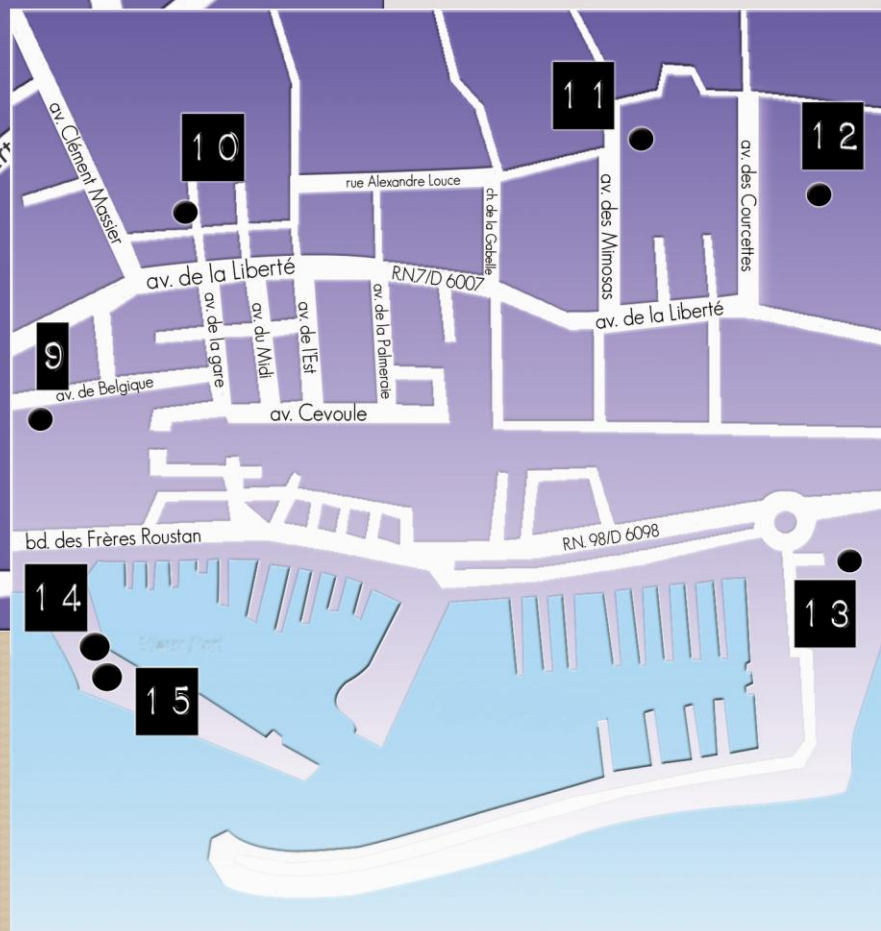 av. Clément Massier
10
11
12
rue Alexandre Louce
ch. de la Gabelle
av. des Mimosas
av. des Courcettes
av. de la Liberté
RN7/D 6007
av. de la Liberté
9
av. de Belgique
av. de la gare
av. du Midi
av. de l'Est
av. de la Palmeraie
av. Cevoule
bd. des Frères Roustan
RN. 98/D 6098
14
13
15